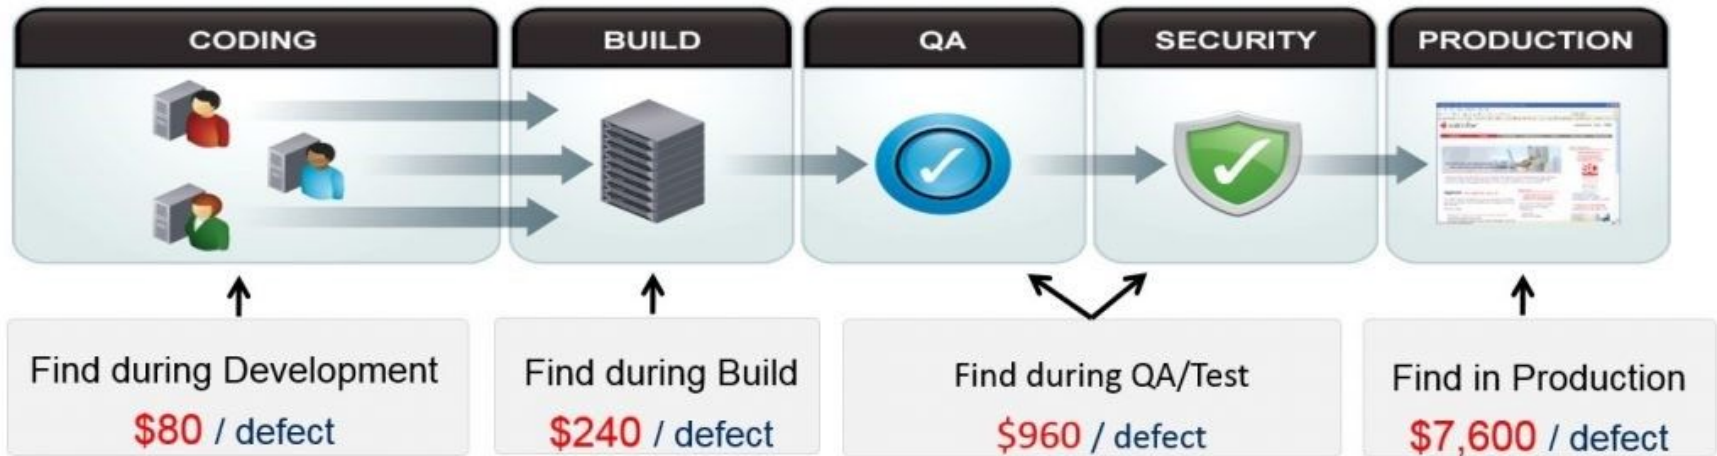 CODING
BUILD
QA
SECURITY
PRODUCTION
Find during Development
$80 / defect
Find during Build
$240 / defect
Find during QA/Test
$960 / defect
Find in Production
$7,600 / defect